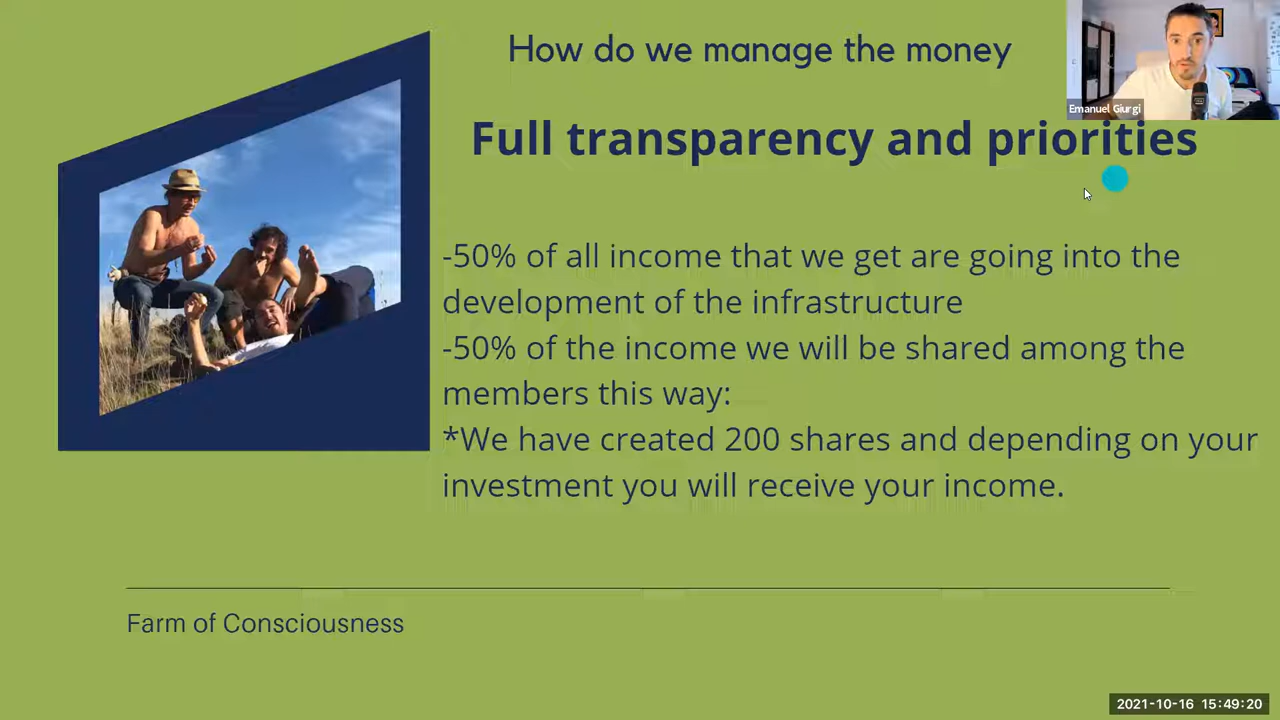 How do we manage the money
Emanuel Giurgi
Full transparency and priorities
-50% of all income that we get are going into the
development of the infrastructure
-50% of the income we will be shared among the
members this way:
*We have created 200 shares and depending on your
investment you will receive your income.
Farm of Consciousness
2021-10-16 15:49:20